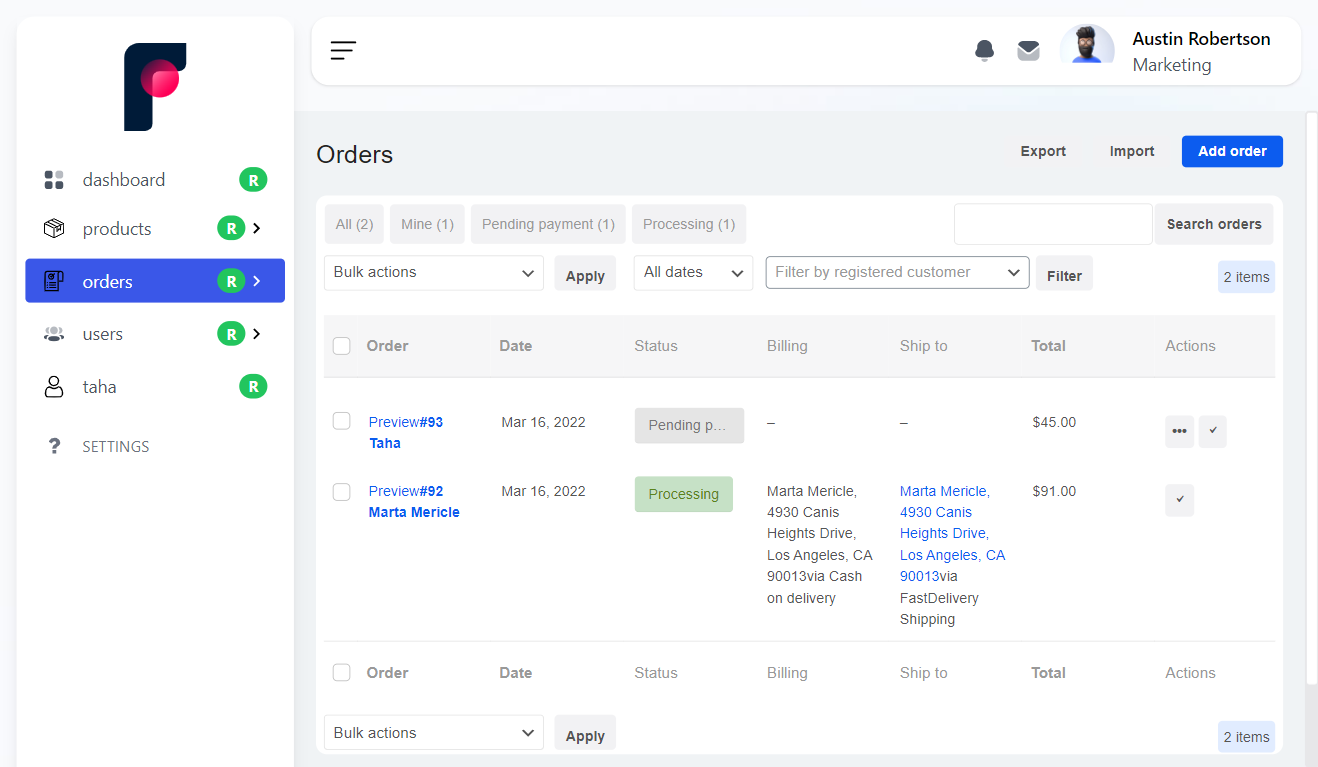 Austin Robertson
Marketing
dashboard R
products R
orders R
users R
taha R
? SETTINGS
Orders
Export Import Add order
All (2) Mine (1) Pending payment (1) Processing (1) Search orders
Bulk actions Apply All dates Filter by registered customer Filter 2 items
Order Date Status Billing Ship to Total Actions
Preview#93 Mar 16, 2022 Pending p... – – $45.00
Taha
Preview#92 Mar 16, 2022 Processing Marta Mericle, Marta Mericle, $91.00
Marta Mericle 4930 Canis 4930 Canis
Heights Drive, Heights Drive,
Los Angeles, CA Los Angeles, CA
90013via Cash 90013via
on delivery FastDelivery
Shipping
Order Date Status Billing Ship to Total Actions
Bulk actions Apply 2 items